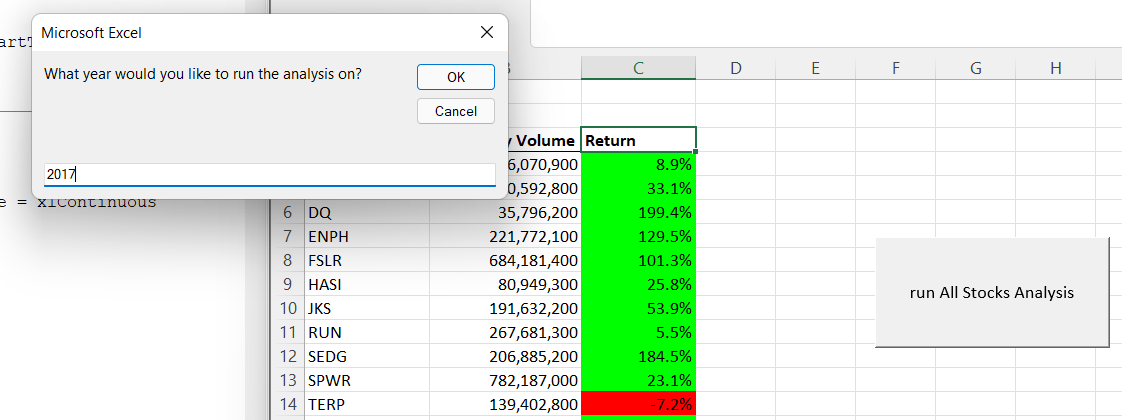 Microsoft Excel
What year would you like to run the analysis on?
OK
Cancel
2017
e = xlContinuous
C D E F G H
Volume Return
6,070,900 8.9%
0,592,800 33.1%
6 DQ 35,796,200 199.4%
7 ENPH 221,772,100 129.5%
8 FSLR 684,181,400 101.3%
9 HASI 80,949,300 25.8%
10 JKS 191,632,200 53.9%
11 RUN 267,681,300 5.5%
12 SEDG 206,885,200 184.5%
13 SPWR 782,187,000 23.1%
14 TERP 139,402,800 -7.2%
run All Stocks Analysis